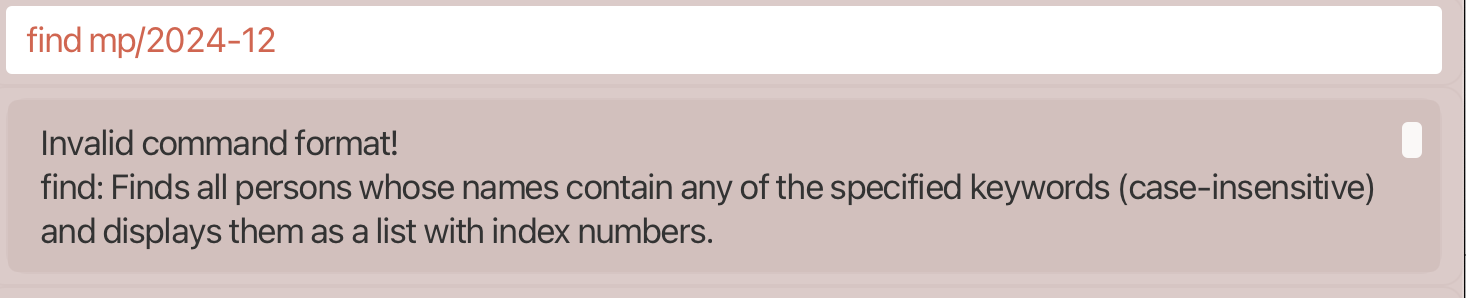 find mp/2024-12
Invalid command format!
find: Finds all persons whose names contain any of the specified keywords (case-insensitive)
and displays them as a list with index numbers.